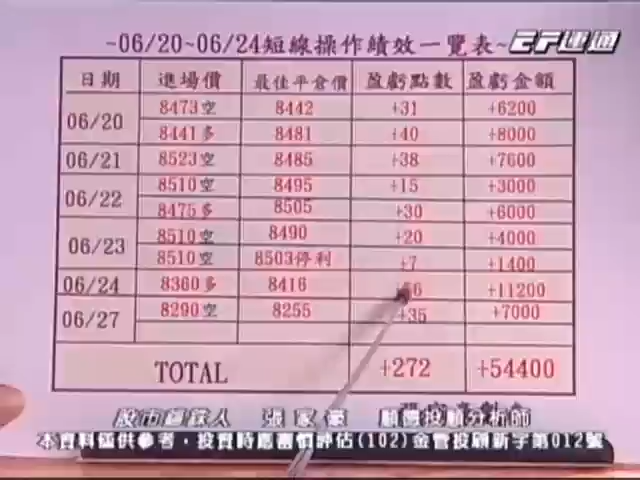 ~06/20~06/24短線操作績效一覽表~
CF運通
日期 進場價 最佳平倉價 盈虧點數 盈虧金額
06/20 8473空 8442 +31 +6200
8441多 8481 +40 +8000
06/21 8523空 8485 +38 +7600
06/22 8510空 8495 +15 +3000
8475多 8505 +30 +6000
06/23 8510空 8490 +20 +4000
8510空 8503停利 +7 +1400
06/24 8360多 8416 +56 +11200
06/27 8290空 8255 +35 +7000
TOTAL +272 +54400
股市鐵人 張家豪 顧德投顧分析師
本資料僅供參考，投資時應審慎評估(102)金管投顧新字第012號